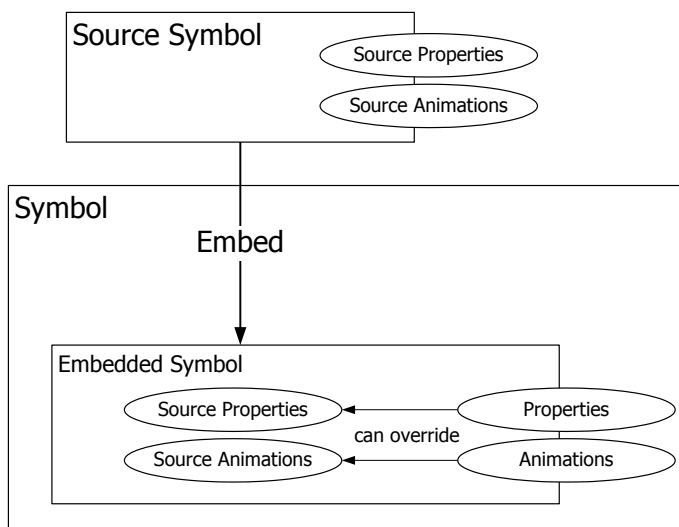 Source Symbol
Source Properties
Source Animations
Symbol
Embed
Embedded Symbol
Source Properties
Properties
can override
Source Animations
Animations